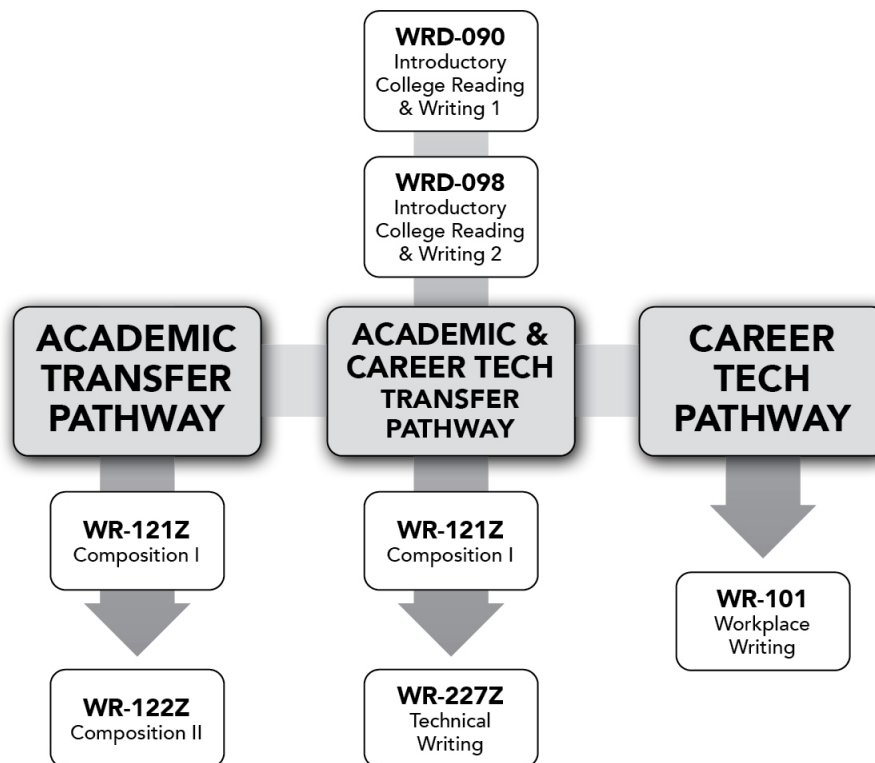 WRD-090
Introductory
College Reading
& Writing 1
WRD-098
Introductory
College Reading
& Writing 2
ACADEMIC
TRANSFER
PATHWAY
ACADEMIC &
CAREER TECH
TRANSFER
PATHWAY
CAREER
TECH
PATHWAY
WR-121Z
Composition I
WR-121Z
Composition I
WR-101
Workplace
Writing
WR-122Z
Composition II
WR-227Z
Technical
Writing